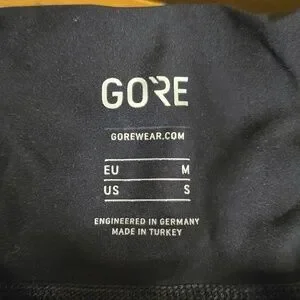 GORE
GOREWEAR.COM
EU M
US S
ENGINEERED IN GERMANY
MADE IN TURKEY